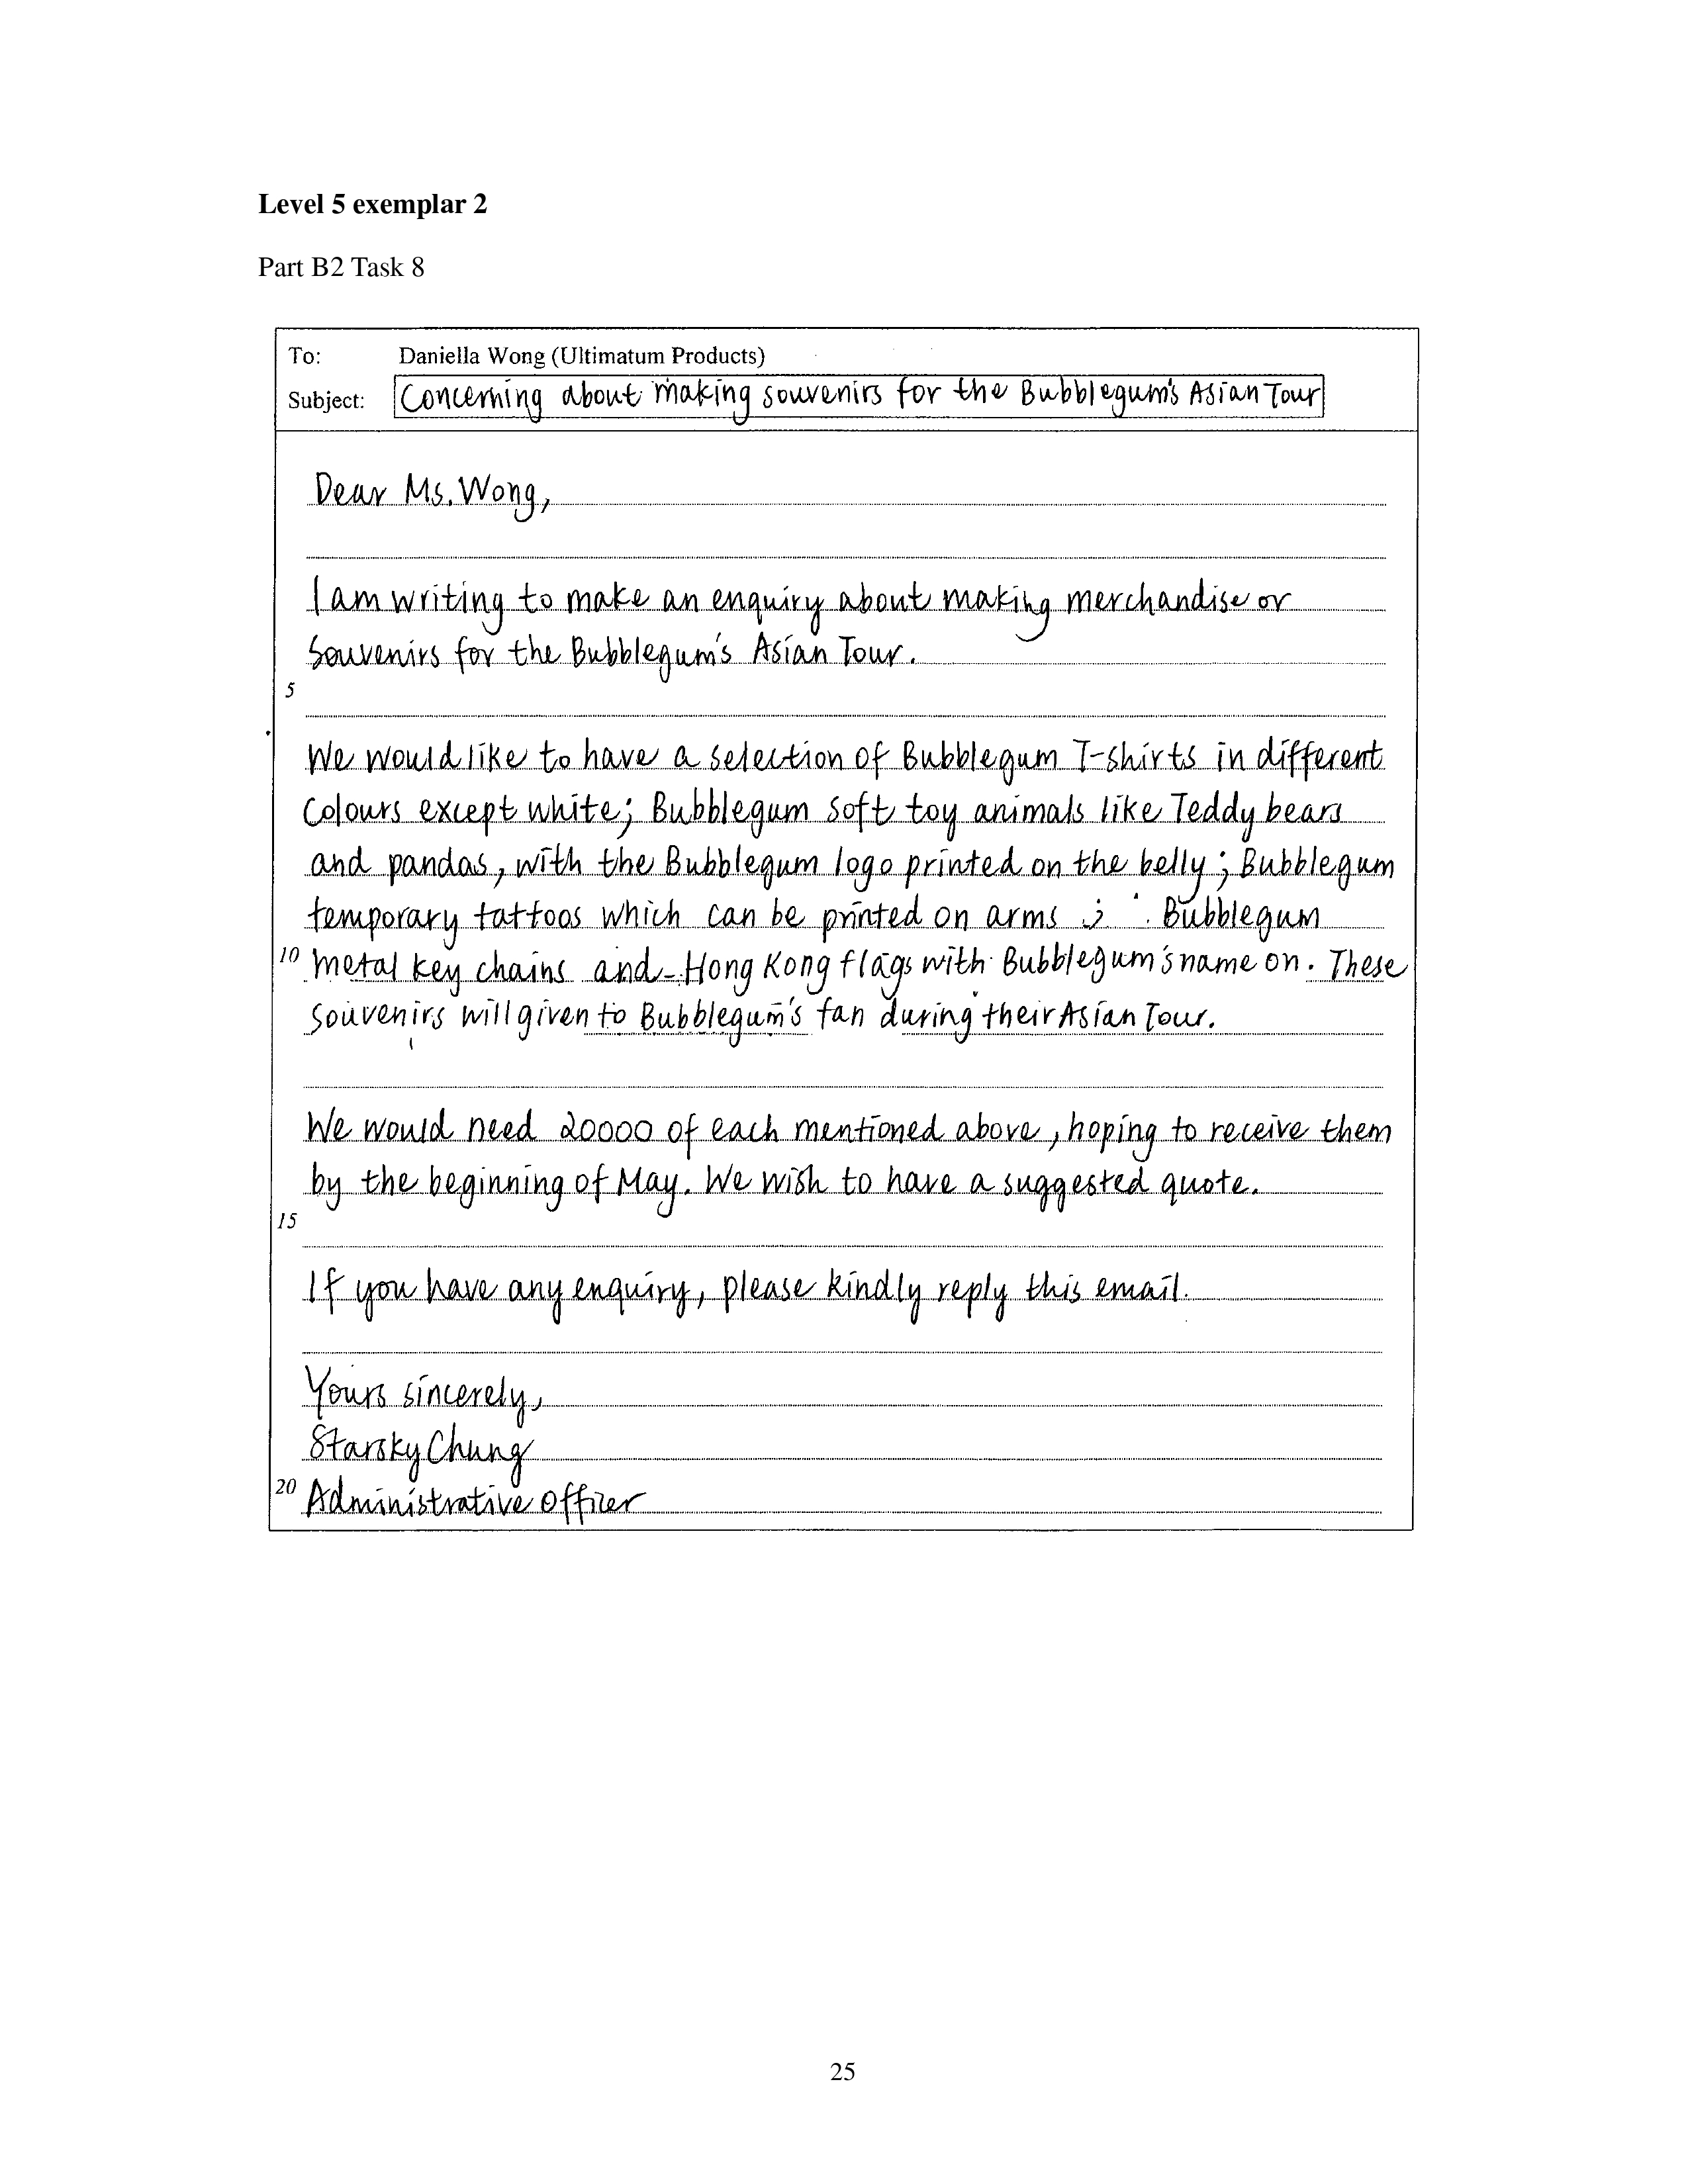 Level 5 exemplar 2
Part B2 Task 8
To: Daniella Wong (Ultimatum Products)
Subject: Concerning about making souvenirs for the Bubblegum's Asian Tour
Dear Ms. Wong,
I am writing to make an enquiry about making merchandise or
souvenirs for the Bubblegum's Asian Tour.
5
We would like to have a selection of Bubblegum T-shirts in different
colours except white; Bubblegum soft toy animals like Teddy bears
and pandas, with the Bubblegum logo printed on the belly; Bubblegum
temporary tattoos which can be printed on arms ; Bubblegum
10 metal key chains and Hong Kong flags with Bubblegum's name on. These
souvenirs will given to Bubblegum's fan during their Asian Tour.
We would need 20000 of each mentioned above, hoping to receive them
by the beginning of May. We wish to have a suggested quote.
15
If you have any enquiry, please kindly reply this email.
Yours sincerely,
Starsky Chung
20 Administrative Officer
25